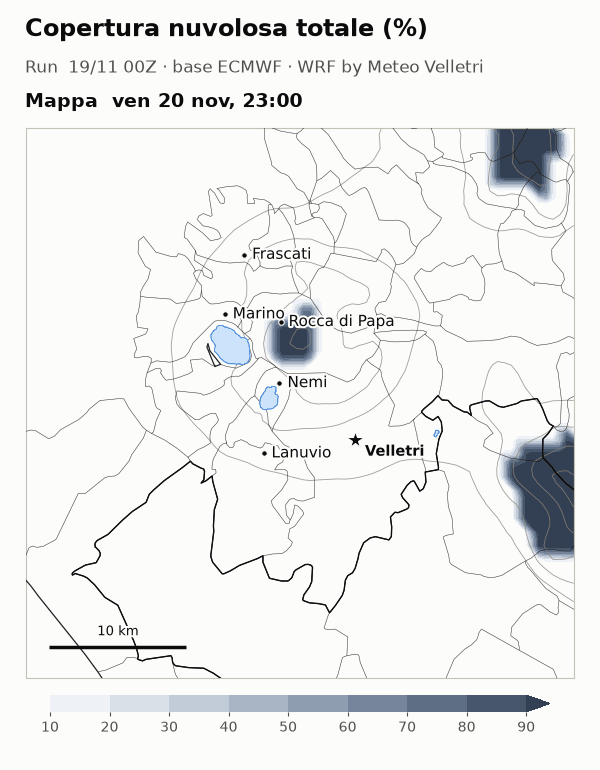 Copertura nuvolosa totale (%)
Run  19/11 00Z · base ECMWF · WRF by Meteo Velletri
Mappa  ven 20 nov, 23:00
Frascati
Marino
Rocca di Papa
Nemi
Velletri
Lanuvio
10 km
10 20 30 40 50 60 70 80 90